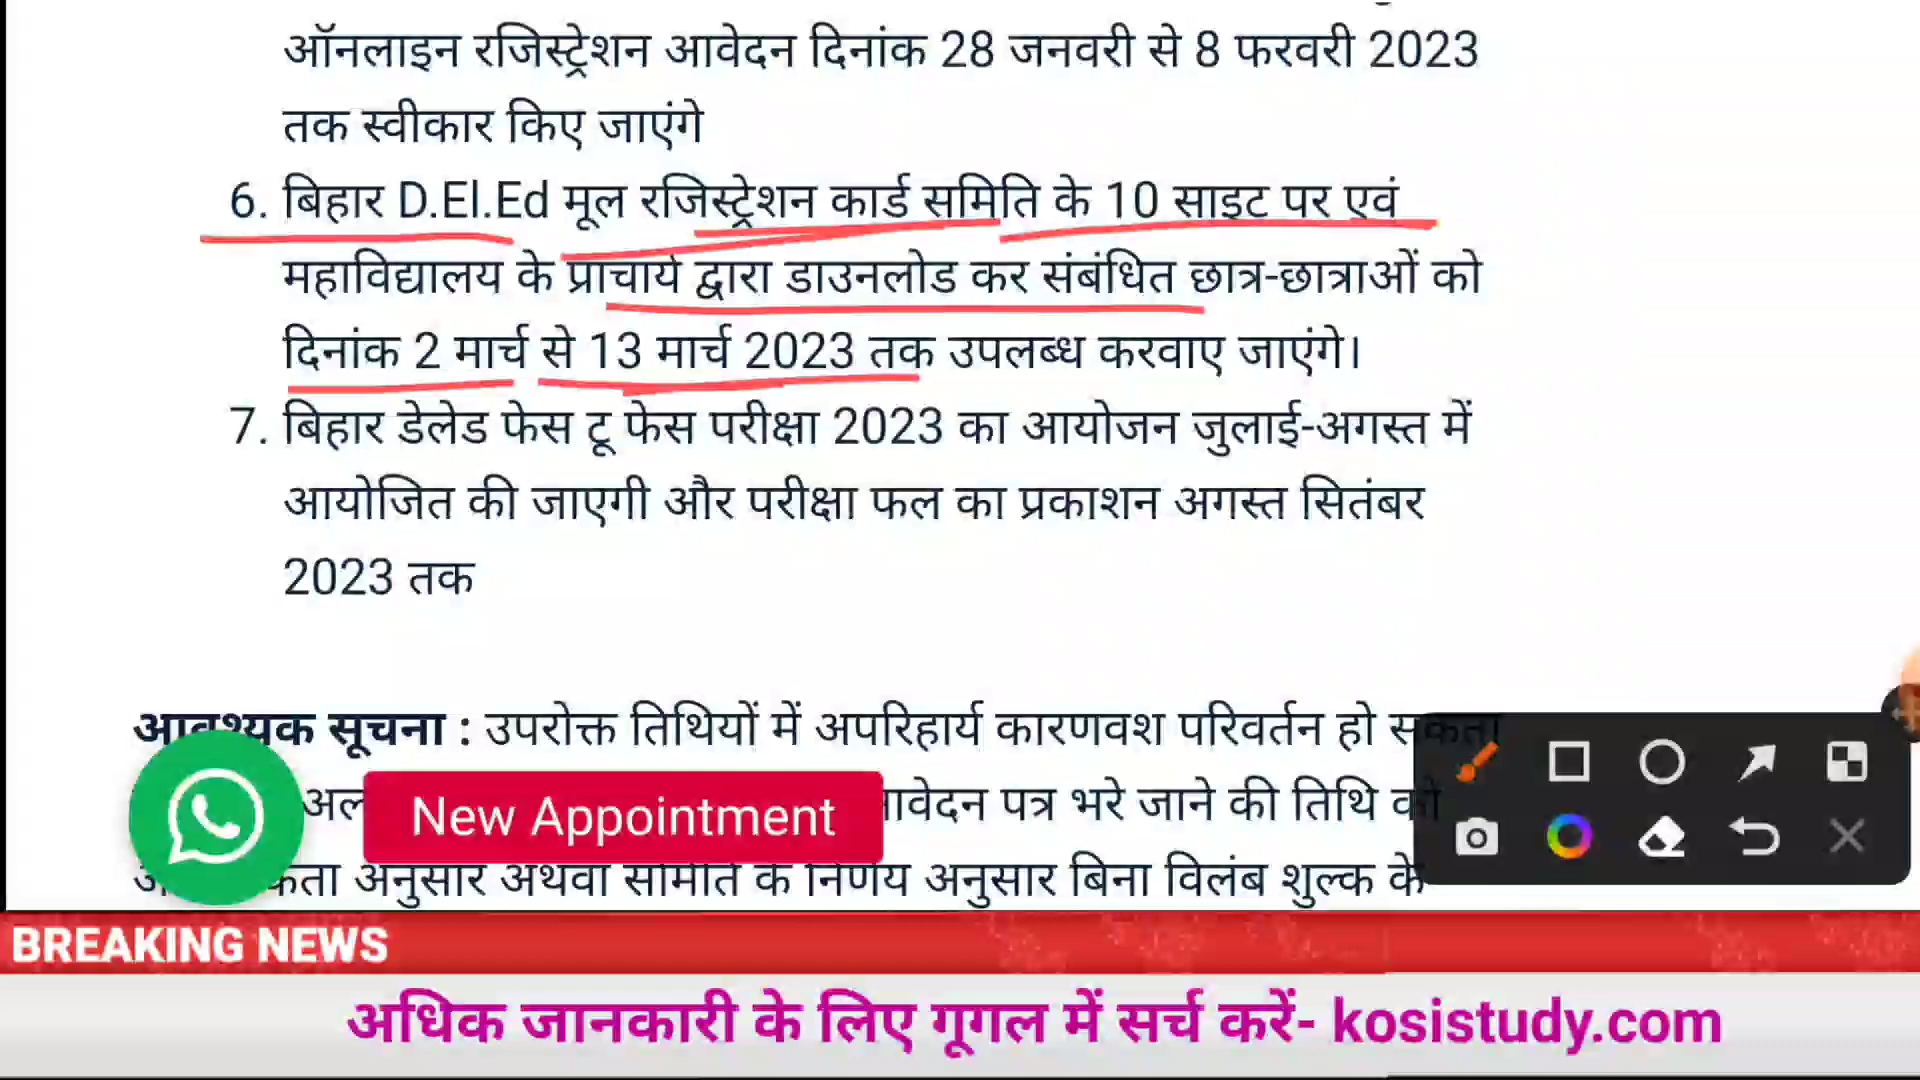 ऑनलाइन रजिस्ट्रेशन आवेदन दिनांक 28 जनवरी से 8 फरवरी 2023
तक स्वीकार किए जाएंगे
6. बिहार D.El.Ed मूल रजिस्ट्रेशन कार्ड समिति के 10 साइट पर एवं
महाविद्यालय के प्राचार्य द्वारा डाउनलोड कर संबंधित छात्र-छात्राओं को
दिनांक 2 मार्च से 13 मार्च 2023 तक उपलब्ध करवाए जाएंगे।
7. बिहार डेलेड फेस टू फेस परीक्षा 2023 का आयोजन जुलाई-अगस्त में
आयोजित की जाएगी और परीक्षा फल का प्रकाशन अगस्त सितंबर
2023 तक
आवश्यक सूचना : उपरोक्त तिथियों में अपरिहार्य कारणवश परिवर्तन हो सकता
पत्र भरे जाने की तिथि को
New Appointment
अनुसार अथवा समिति के निर्णय अनुसार बिना विलंब शुल्क के
BREAKING NEWS
अधिक जानकारी के लिए गूगल में सर्च करें- kosistudy.com